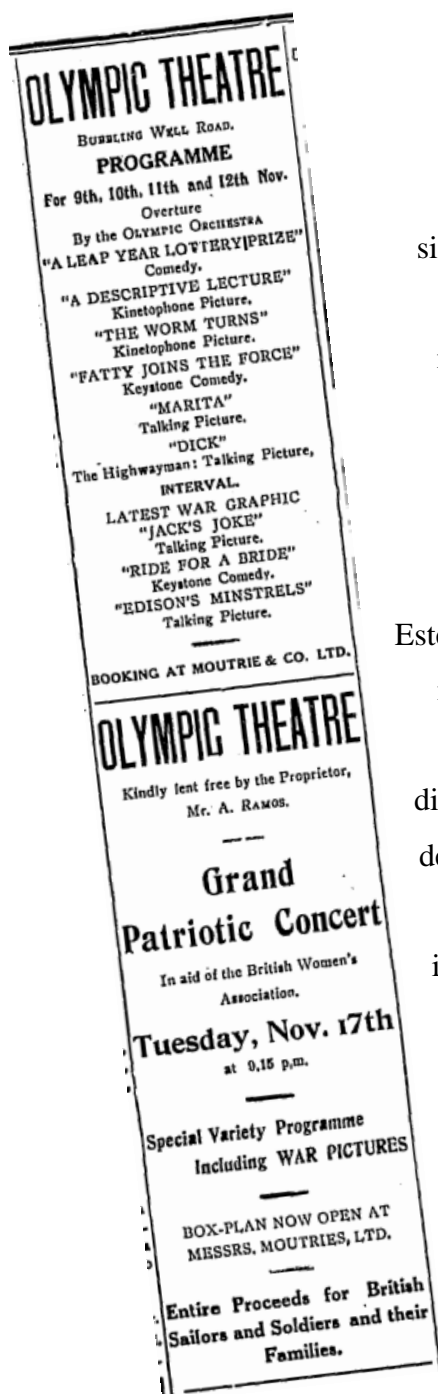 OLYMPIC THEATRE
BUBBLING WELL ROAD.
PROGRAMME
For 9th, 10th, 11th and 12th Nov.
Overture
By the OLYMPIC ORCHESTRA
"A LEAP YEAR LOTTERY PRIZE"
Comedy.
"A DESCRIPTIVE LECTURE"
Kinetophone Picture.
"THE WORM TURNS"
Kinetophone Picture.
"FATTY JOINS THE FORCE"
Keystone Comedy.
"MARITA"
Talking Picture.
"DICK"
The Highwayman: Talking Picture,
INTERVAL.
LATEST WAR GRAPHIC
"JACK'S JOKE"
Talking Picture.
"RIDE FOR A BRIDE"
Keystone Comedy.
"EDISON'S MINSTRELS"
Talking Picture.
BOOKING AT MOUTRIE & CO. LTD.
OLYMPIC THEATRE
Kindly lent free by the Proprietor,
Mr. A. RAMOS.
Grand
Patriotic Concert
In aid of the British Women's
Association.
Tuesday, Nov. 17th
at 9.15 p.m.
Special Variety Programme
Including WAR PICTURES
BOX-PLAN NOW OPEN AT
MESSRS. MOUTRIES, LTD.
Entire Proceeds for British
Sailors and Soldiers and their
Families.
si
Este
di
de
i